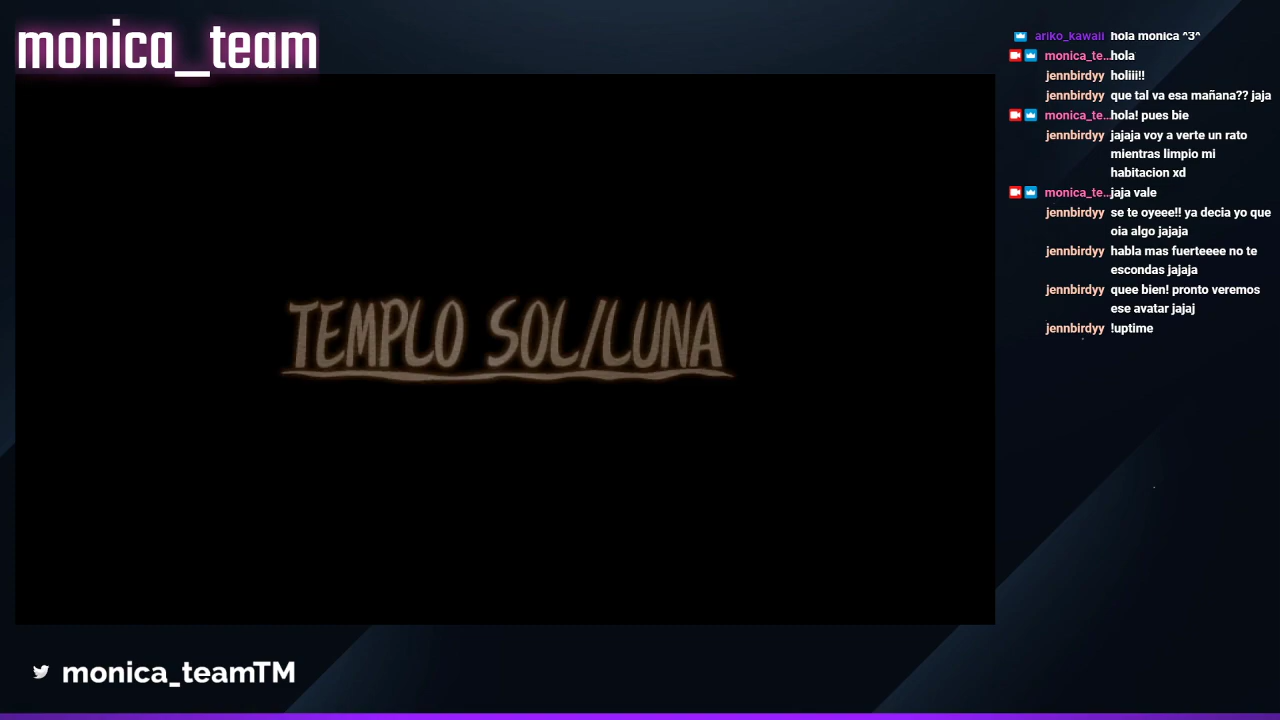 monica_team
TEMPLO SOL/LUNA
monica_teamTM
ariko_kawaii hola monica ^3^
monica_te... hola
jennbirdyy holiii!!
jennbirdyy que tal va esa mañana?? jaja
monica_te... hola! pues bie
jennbirdyy jajaja voy a verte un rato
mientras limpio mi
habitacion xd
monica_te... jaja vale
jennbirdyy se te oyeee!! ya decia yo que
oia algo jajaja
jennbirdyy habla mas fuerteeee no te
escondas jajaja
jennbirdyy quee bien! pronto veremos
ese avatar jajaj
jennbirdyy !uptime